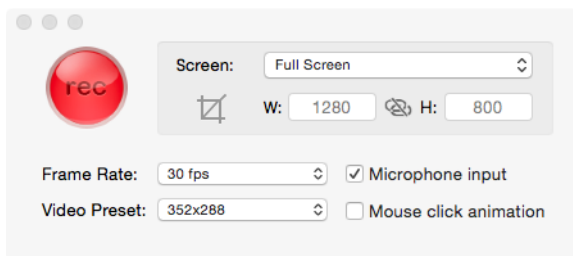 rec
Screen: Full Screen
W: 1280 H: 800
Frame Rate: 30 fps Microphone input
Video Preset: 352x288 Mouse click animation